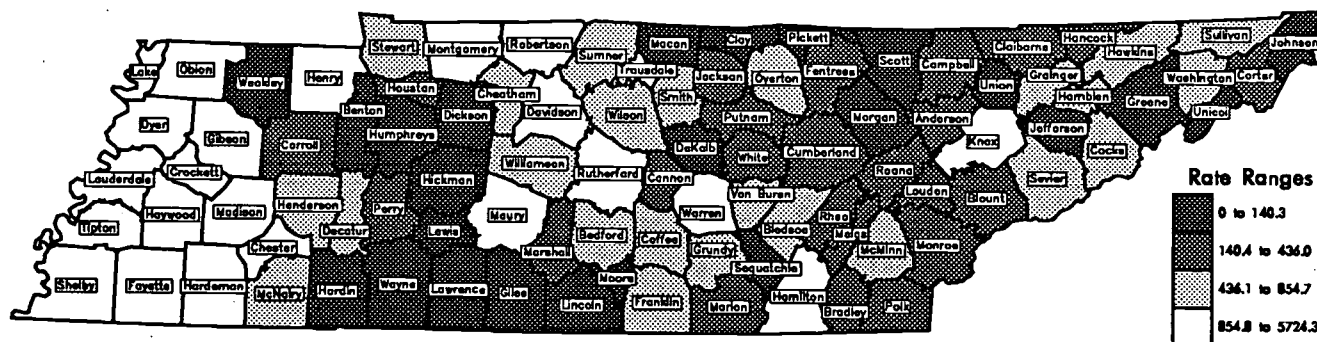 Stewart
Montgomery
Robertson
Sumner
Macon
Clay
Pickett
Claiborne
Hancock
Hawkins
Sullivan
Johnson
Lake
Obion
Weakley
Henry
Houston
Cheatham
Trausdale
Jackson
Overton
Fentress
Scott
Campbell
Union
Grainger
Hamblen
Washington
Carter
Benton
Dickson
Davidson
Wilson
Smith
Putnam
Morgan
Anderson
Jefferson
Greene
Unicoi
Dyer
Gibson
Carroll
Humphreys
DeKalb
White
Cumberland
Knox
Cocke
Lauderdale
Crockett
Williamson
Rutherford
Cannon
Roane
Loudon
Blount
Sevier
Tipton
Haywood
Madison
Henderson
Decatur
Perry
Hickman
Maury
Warren
Van Buren
Rhea
Meigs
McMinn
Monroe
Chester
Lewis
Marshall
Bedford
Coffee
Grundy
Bledsoe
Sequatchie
Shelby
Fayette
Hardeman
McNairy
Hardin
Wayne
Lawrence
Giles
Lincoln
Moore
Franklin
Marion
Hamilton
Bradley
Polk
Rate Ranges
0 to 140.3
140.4 to 436.0
436.1 to 854.7
854.8 to 5724.3